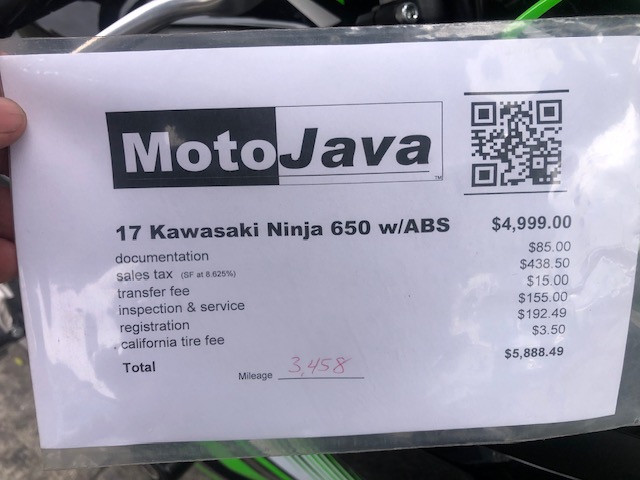 MotoJava™
17 Kawasaki Ninja 650 w/ABS $4,999.00
documentation $85.00
sales tax (SF at 8.625%) $438.50
transfer fee $15.00
inspection & service $155.00
registration $192.49
california tire fee $3.50
Total $5,888.49
Mileage 3,458